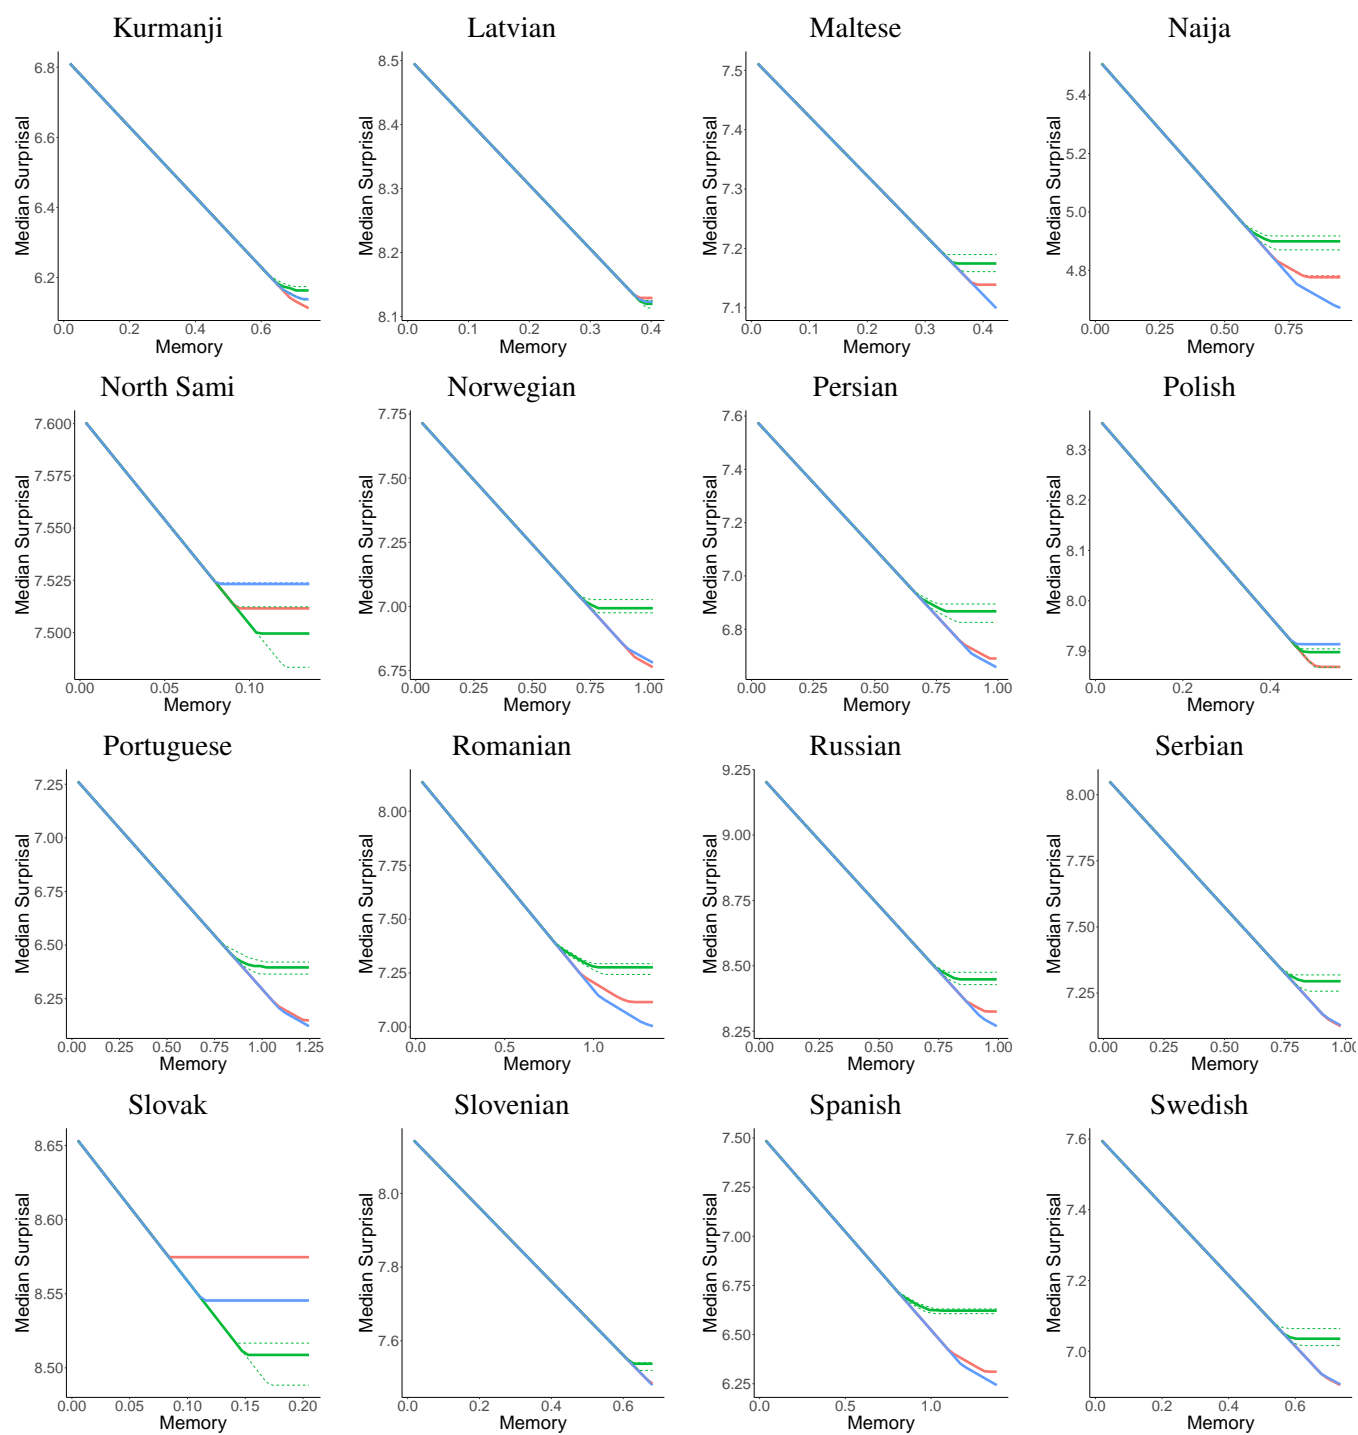 Kurmanji
Median Surprisal
6.8
6.6
6.4
6.2
0.0 0.2 0.4 0.6
Memory
Latvian
Median Surprisal
8.5
8.4
8.3
8.2
8.1
0.0 0.1 0.2 0.3 0.4
Memory
Maltese
Median Surprisal
7.5
7.4
7.3
7.2
7.1
0.0 0.1 0.2 0.3 0.4
Memory
Naija
Median Surprisal
5.4
5.2
5.0
4.8
0.00 0.25 0.50 0.75
Memory
North Sami
Median Surprisal
7.600
7.575
7.550
7.525
7.500
0.00 0.05 0.10
Memory
Norwegian
Median Surprisal
7.75
7.50
7.25
7.00
6.75
0.00 0.25 0.50 0.75 1.00
Memory
Persian
Median Surprisal
7.6
7.4
7.2
7.0
6.8
0.00 0.25 0.50 0.75 1.00
Memory
Polish
Median Surprisal
8.3
8.2
8.1
8.0
7.9
0.0 0.2 0.4
Memory
Portuguese
Median Surprisal
7.25
7.00
6.75
6.50
6.25
0.00 0.25 0.50 0.75 1.00 1.25
Memory
Romanian
Median Surprisal
8.00
7.75
7.50
7.25
7.00
0.0 0.5 1.0
Memory
Russian
Median Surprisal
9.25
9.00
8.75
8.50
8.25
0.00 0.25 0.50 0.75 1.00
Memory
Serbian
Median Surprisal
8.00
7.75
7.50
7.25
0.00 0.25 0.50 0.75 1.00
Memory
Slovak
Median Surprisal
8.65
8.60
8.55
8.50
0.00 0.05 0.10 0.15 0.20
Memory
Slovenian
Median Surprisal
8.0
7.8
7.6
0.0 0.2 0.4 0.6
Memory
Spanish
Median Surprisal
7.50
7.25
7.00
6.75
6.50
6.25
0.0 0.5 1.0
Memory
Swedish
Median Surprisal
7.6
7.4
7.2
7.0
0.0 0.2 0.4 0.6
Memory